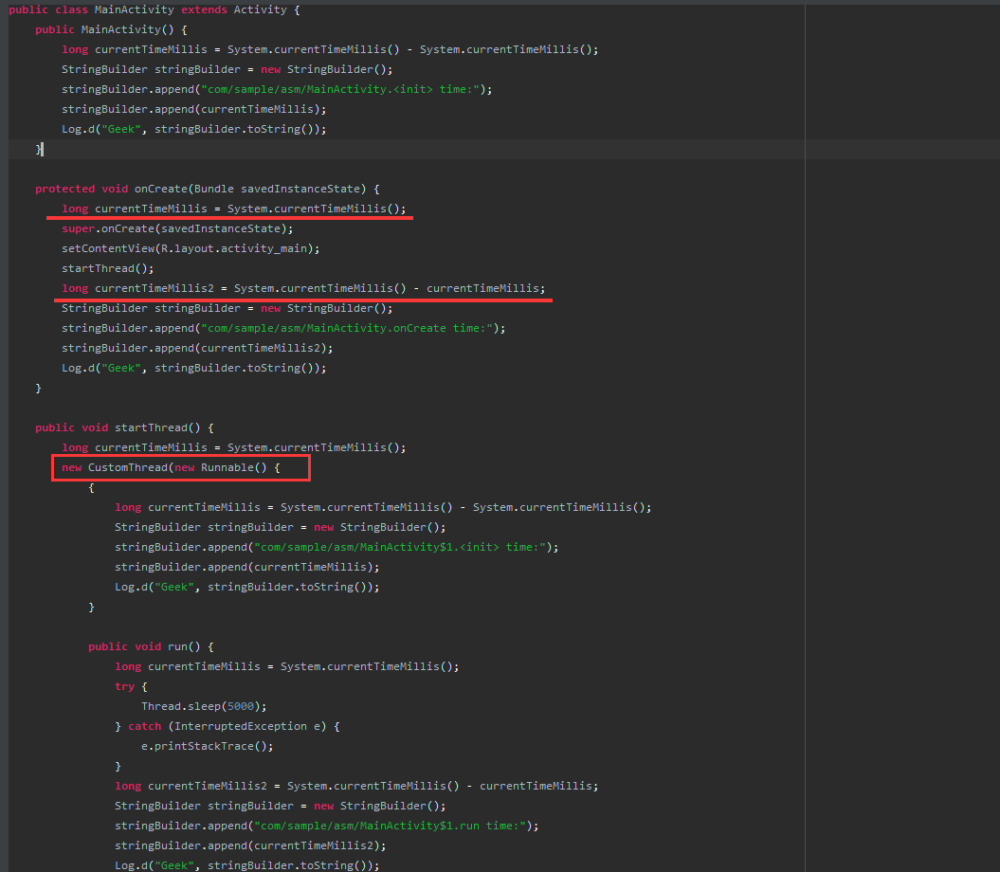 public class MainActivity extends Activity {
public MainActivity() {
long currentTimeMillis = System.currentTimeMillis() - System.currentTimeMillis();
StringBuilder stringBuilder = new StringBuilder();
stringBuilder.append("com/sample/asm/MainActivity.<init> time:");
stringBuilder.append(currentTimeMillis);
Log.d("Geek", stringBuilder.toString());
}
protected void onCreate(Bundle savedInstanceState) {
long currentTimeMillis = System.currentTimeMillis();
super.onCreate(savedInstanceState);
setContentView(R.layout.activity_main);
startThread();
long currentTimeMillis2 = System.currentTimeMillis() - currentTimeMillis;
StringBuilder stringBuilder = new StringBuilder();
stringBuilder.append("com/sample/asm/MainActivity.onCreate time:");
stringBuilder.append(currentTimeMillis2);
Log.d("Geek", stringBuilder.toString());
}
public void startThread() {
long currentTimeMillis = System.currentTimeMillis();
new CustomThread(new Runnable() {
{
long currentTimeMillis = System.currentTimeMillis() - System.currentTimeMillis();
StringBuilder stringBuilder = new StringBuilder();
stringBuilder.append("com/sample/asm/MainActivity$1.<init> time:");
stringBuilder.append(currentTimeMillis);
Log.d("Geek", stringBuilder.toString());
}
public void run() {
long currentTimeMillis = System.currentTimeMillis();
try {
Thread.sleep(5000);
} catch (InterruptedException e) {
e.printStackTrace();
}
long currentTimeMillis2 = System.currentTimeMillis() - currentTimeMillis;
StringBuilder stringBuilder = new StringBuilder();
stringBuilder.append("com/sample/asm/MainActivity$1.run time:");
stringBuilder.append(currentTimeMillis2);
Log.d("Geek", stringBuilder.toString());